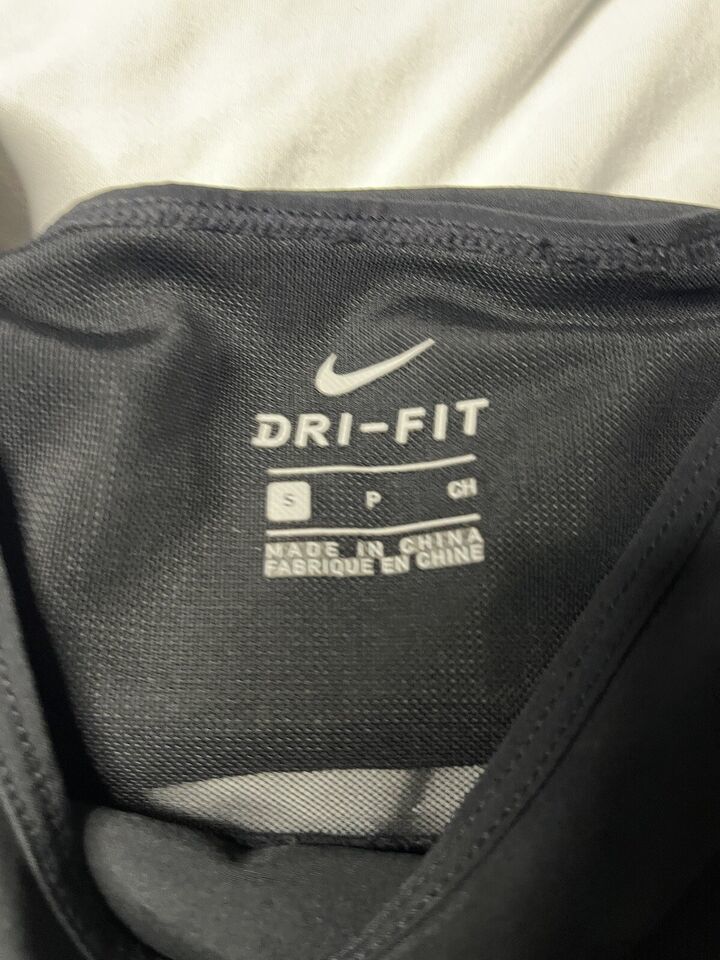 DRI-FIT
S P CH
MADE IN CHINA
FABRIQUE EN CHINE